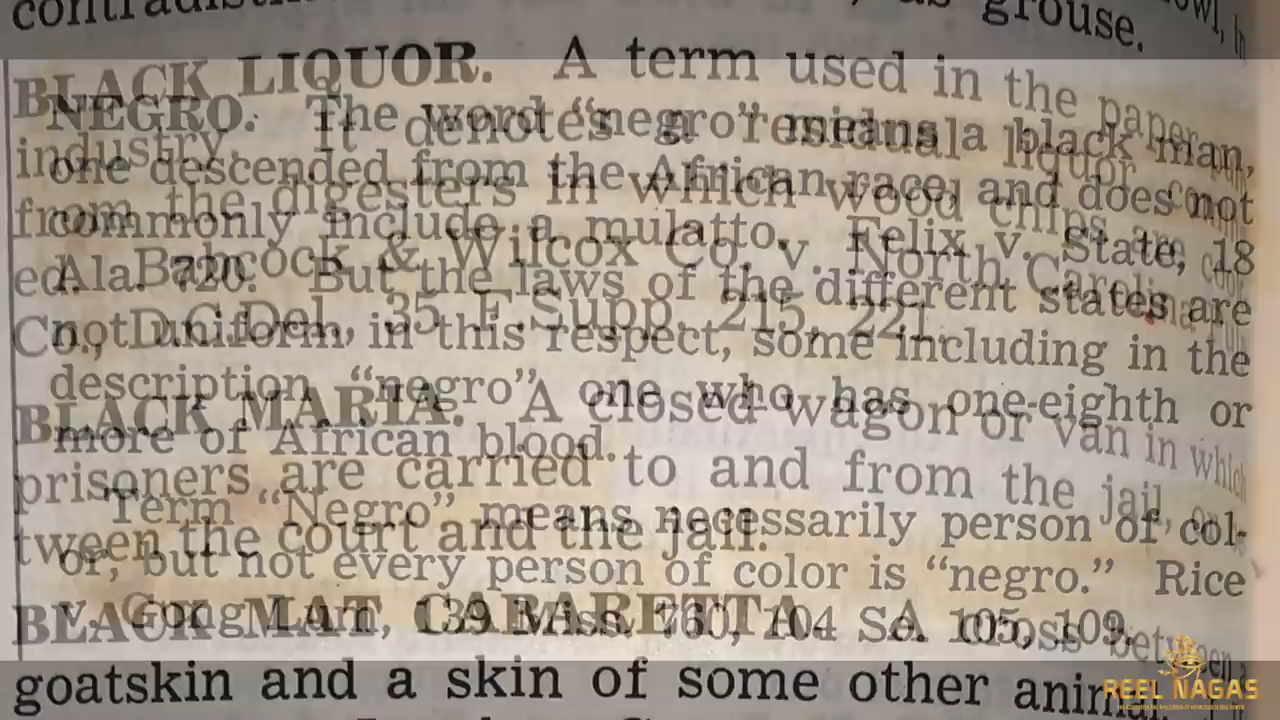 grouse.
BLACK LIQUOR. A term used in the paper
industry. It denotes a residual liquor
from the digesters in which wood chips are
Babcock & Wilcox Co. v. North Carolina
Co., D.C.Del., 35 F.Supp. 215, 221.
BLACK MARIA. A closed wagon or van in which
prisoners are carried to and from the jail,
tween the court and the jail.
BLACK MAT CABARETTA. A cross between a
goatskin and a skin of some other animal.
NEGRO. The word "negro" means a black man,
one descended from the African race, and does not
commonly include a mulatto. Felix v. State, 18
Ala. 720. But the laws of the different states are
not uniform in this respect, some including in the
description "negro" one who has one-eighth or
more of African blood.
Term "Negro" means necessarily person of col-
or, but not every person of color is "negro." Rice
v. Gong Lum, 139 Miss. 760, 104 So. 105, 109.
REEL NAGAS